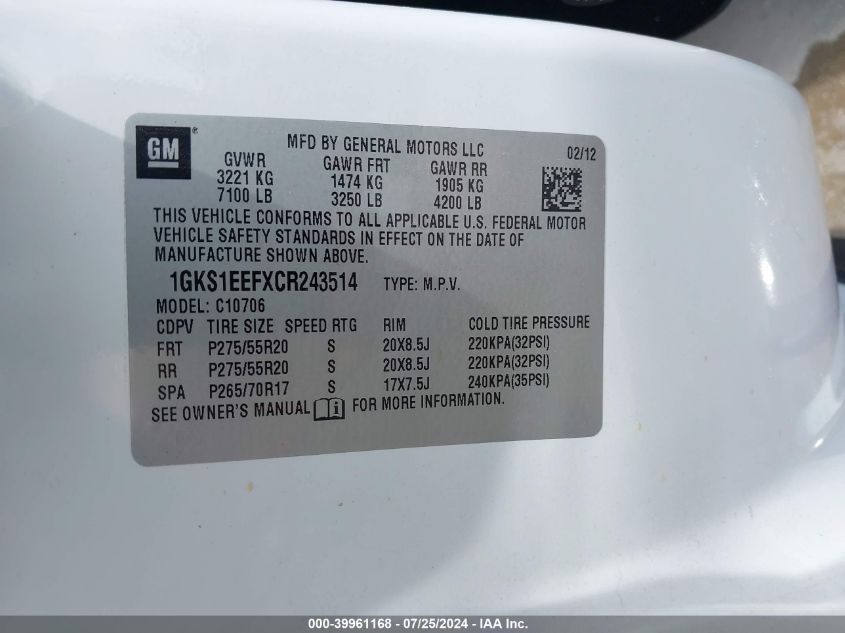 GM ®
MFD BY GENERAL MOTORS LLC 02/12
GVWR GAWR FRT GAWR RR
3221 KG 1474 KG 1905 KG
7100 LB 3250 LB 4200 LB
THIS VEHICLE CONFORMS TO ALL APPLICABLE U.S. FEDERAL MOTOR
VEHICLE SAFETY STANDARDS IN EFFECT ON THE DATE OF
MANUFACTURE SHOWN ABOVE.
1GKS1EEFXCR243514 TYPE: M.P.V.
MODEL: C10706
CDPV TIRE SIZE SPEED RTG RIM COLD TIRE PRESSURE
FRT P275/55R20 S 20X8.5J 220KPA(32PSI)
RR P275/55R20 S 20X8.5J 220KPA(32PSI)
SPA P265/70R17 S 17X7.5J 240KPA(35PSI)
SEE OWNER'S MANUAL i FOR MORE INFORMATION.
000-39961168 - 07/25/2024 - IAA Inc.